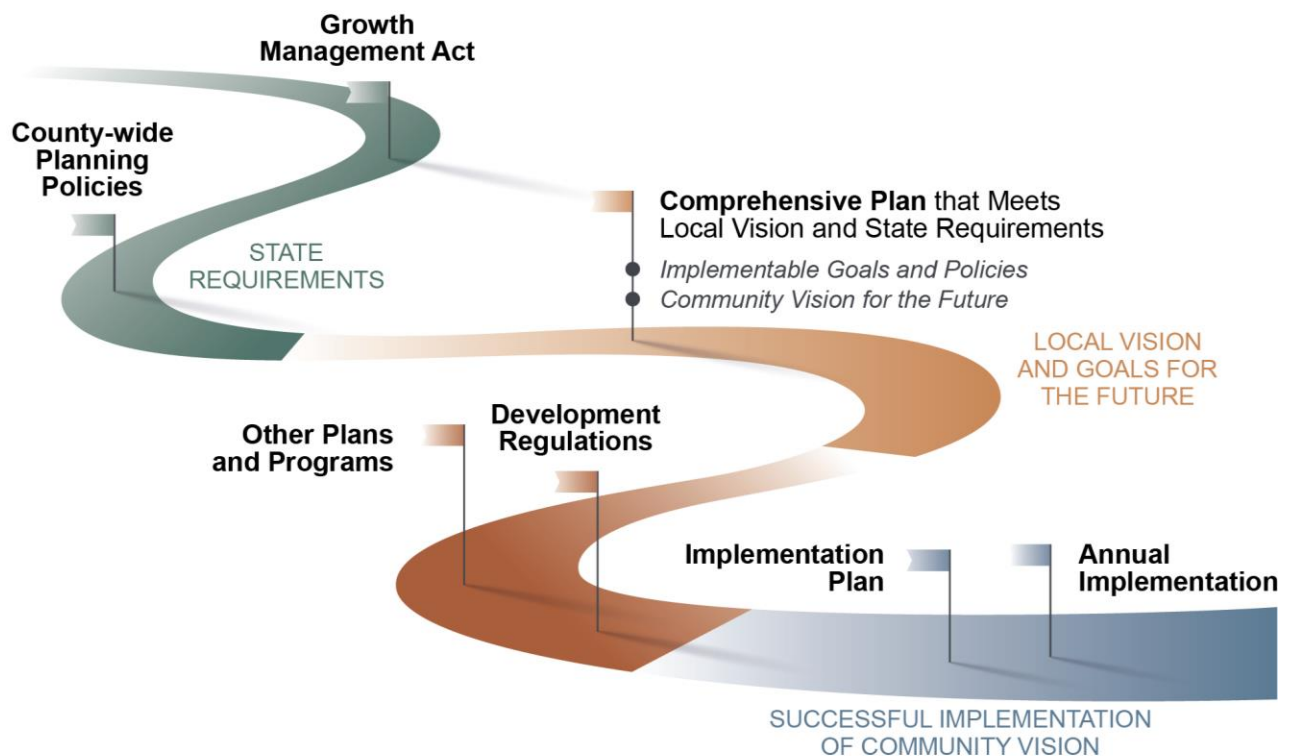 Growth
Management Act
County-wide
Planning
Policies
STATE
REQUIREMENTS
Comprehensive Plan that Meets
Local Vision and State Requirements
Implementable Goals and Policies
Community Vision for the Future
LOCAL VISION
AND GOALS FOR
THE FUTURE
Other Plans
and Programs
Development
Regulations
Implementation
Plan
Annual
Implementation
SUCCESSFUL IMPLEMENTATION
OF COMMUNITY VISION